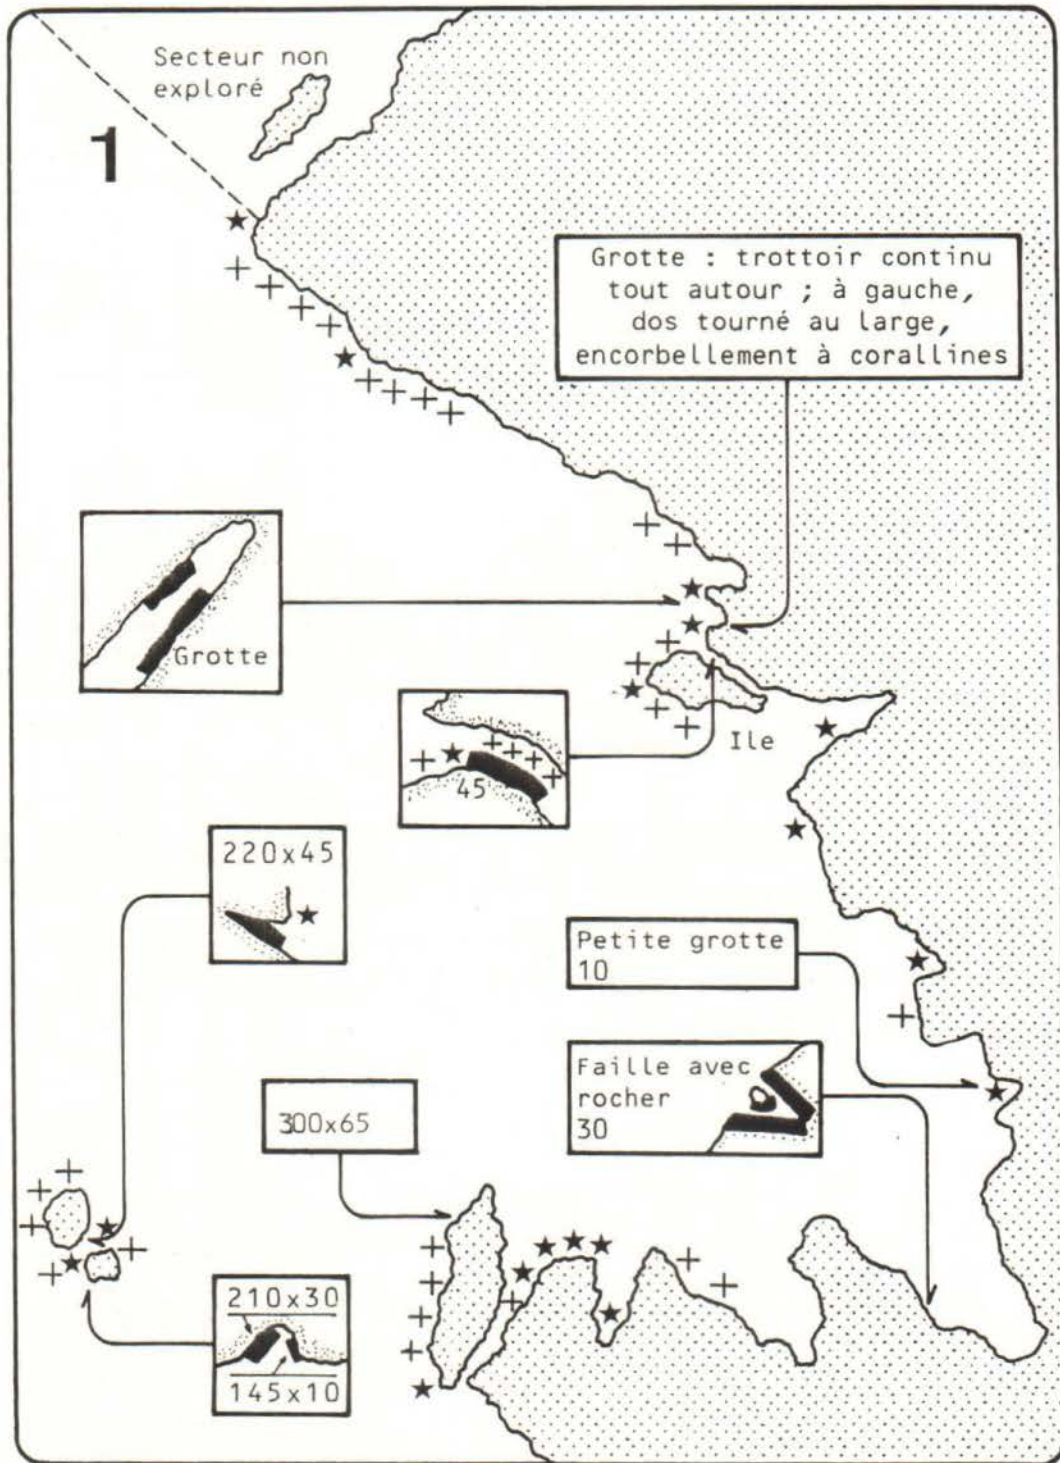 Secteur non
exploré
1
Grotte : trottoir continu
tout autour ; à gauche,
dos tourné au large,
encorbellement à corallines
Grotte
45
Ile
220x45
Petite grotte
10
Faille avec
rocher
30
300x65
210x30
145x10